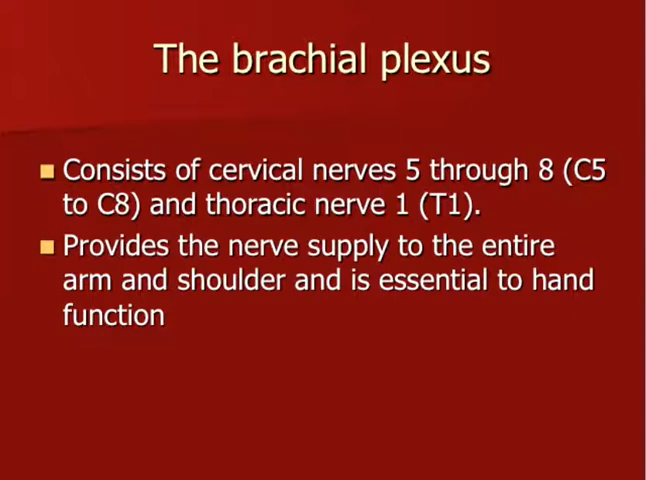 The brachial plexus
Consists of cervical nerves 5 through 8 (C5
to C8) and thoracic nerve 1 (T1).
Provides the nerve supply to the entire
arm and shoulder and is essential to hand
function